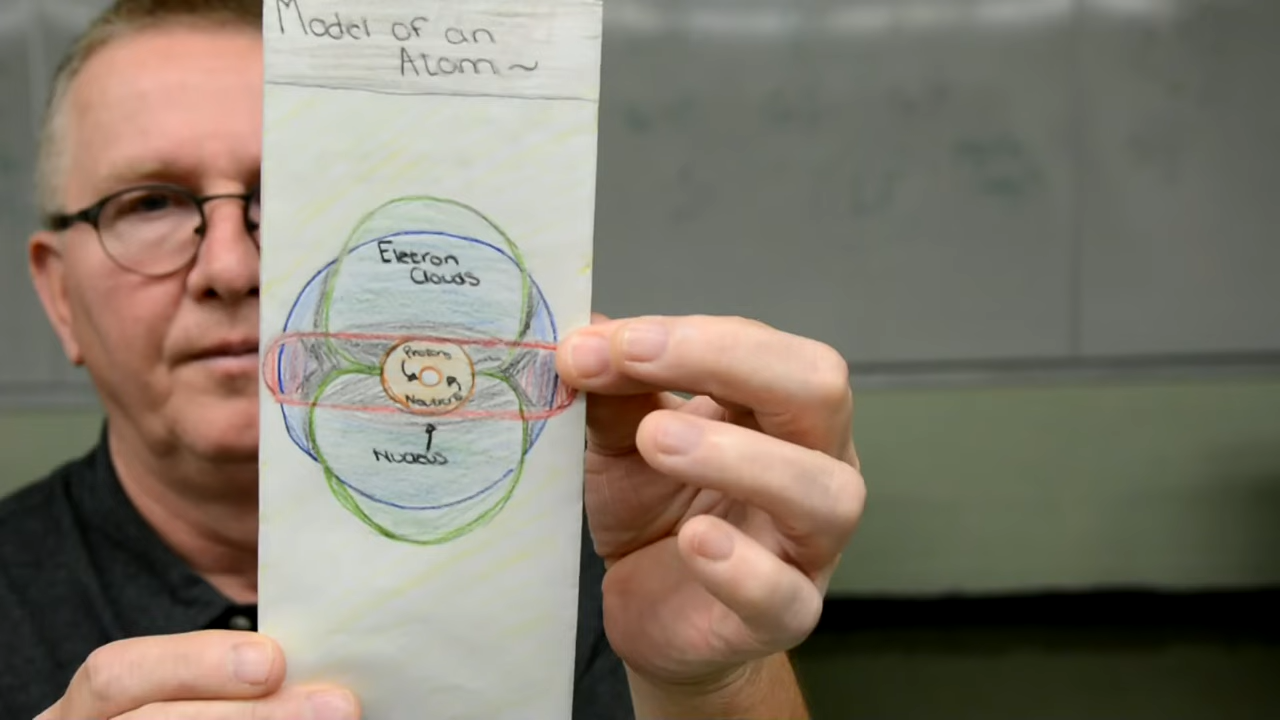 Model of an
Atom ~
Eletron
Clouds
Protons
Neutrons
Nucleus